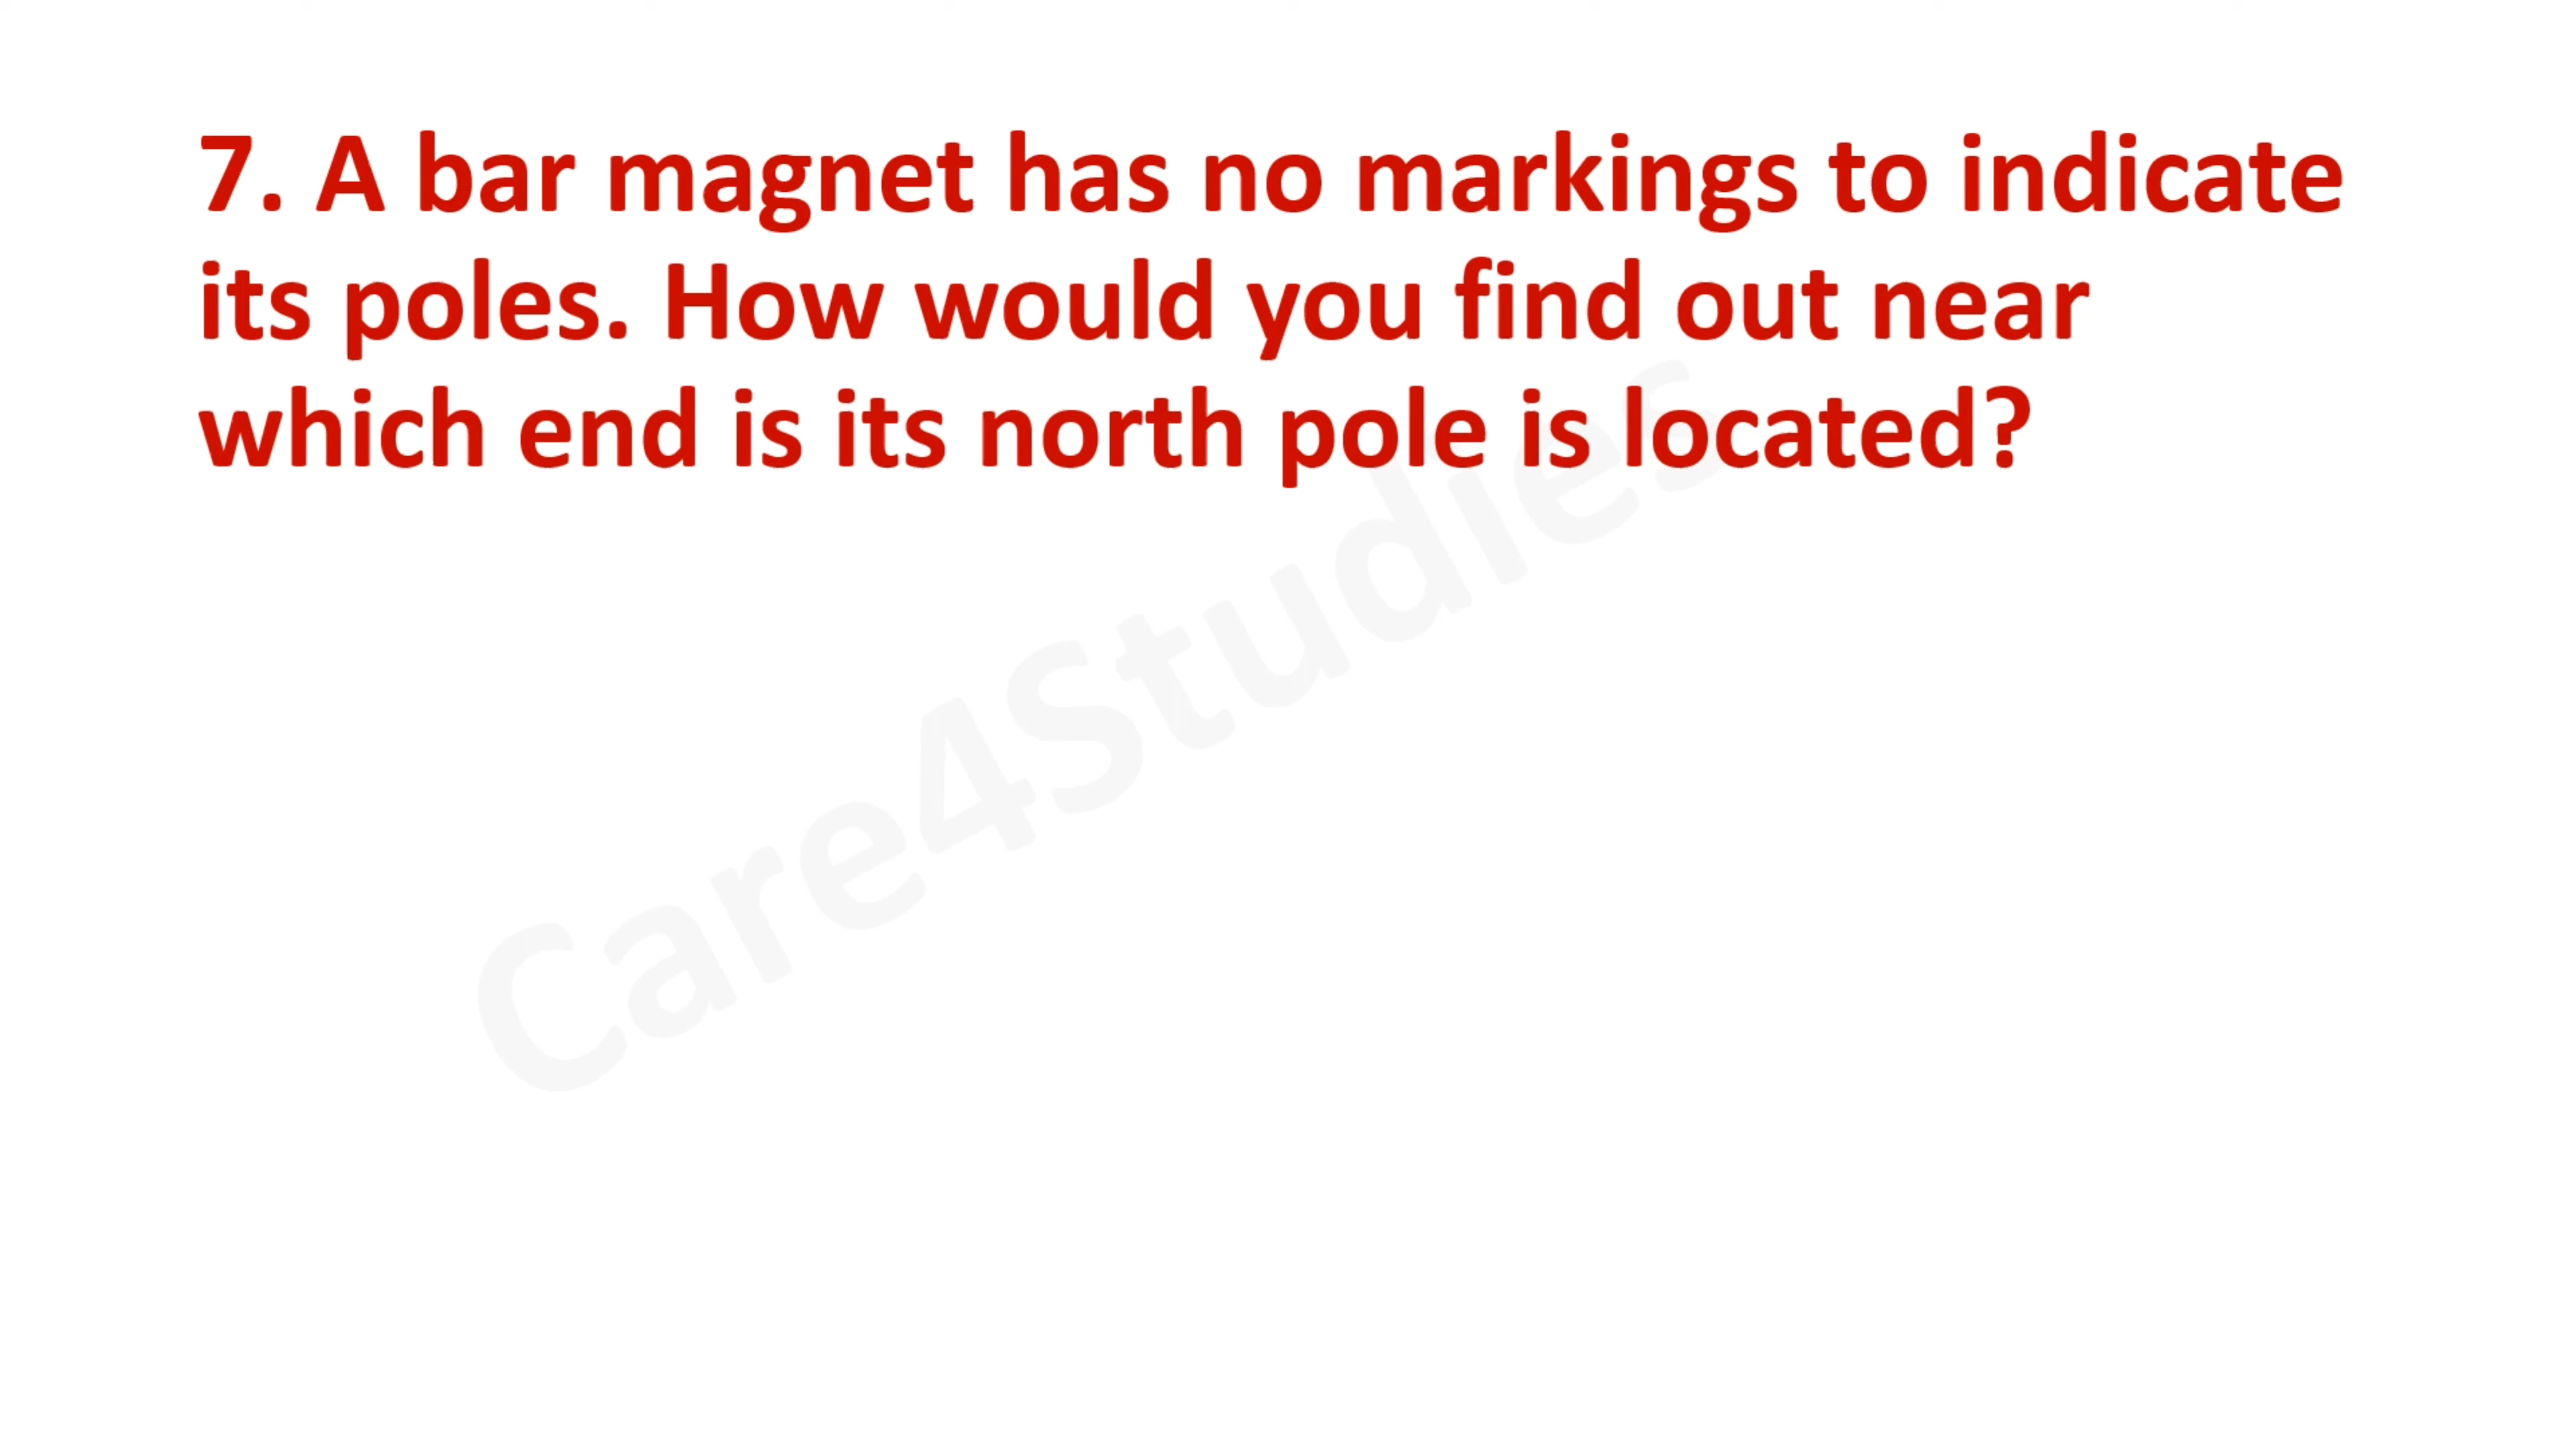 7. A bar magnet has no markings to indicate
its poles. How would you find out near
which end is its north pole is located?
Care4Studies